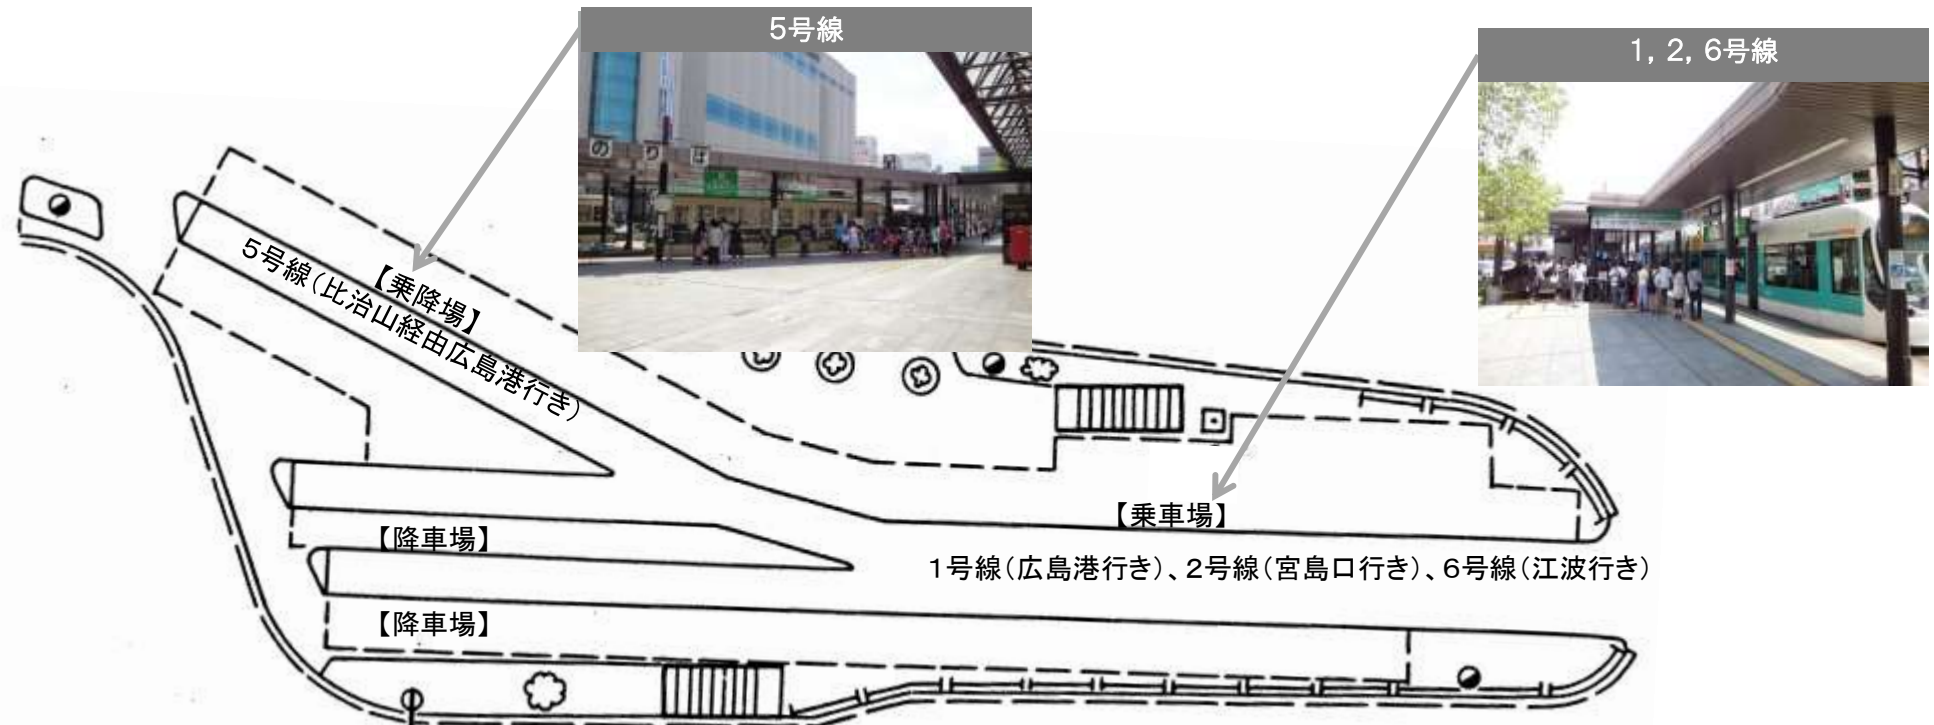 5号線
1, 2, 6号線
のりば
【乗降場】
5号線(比治山経由広島港行き)
【乗車場】
【降車場】
1号線(広島港行き)、2号線(宮島口行き)、6号線(江波行き)
【降車場】